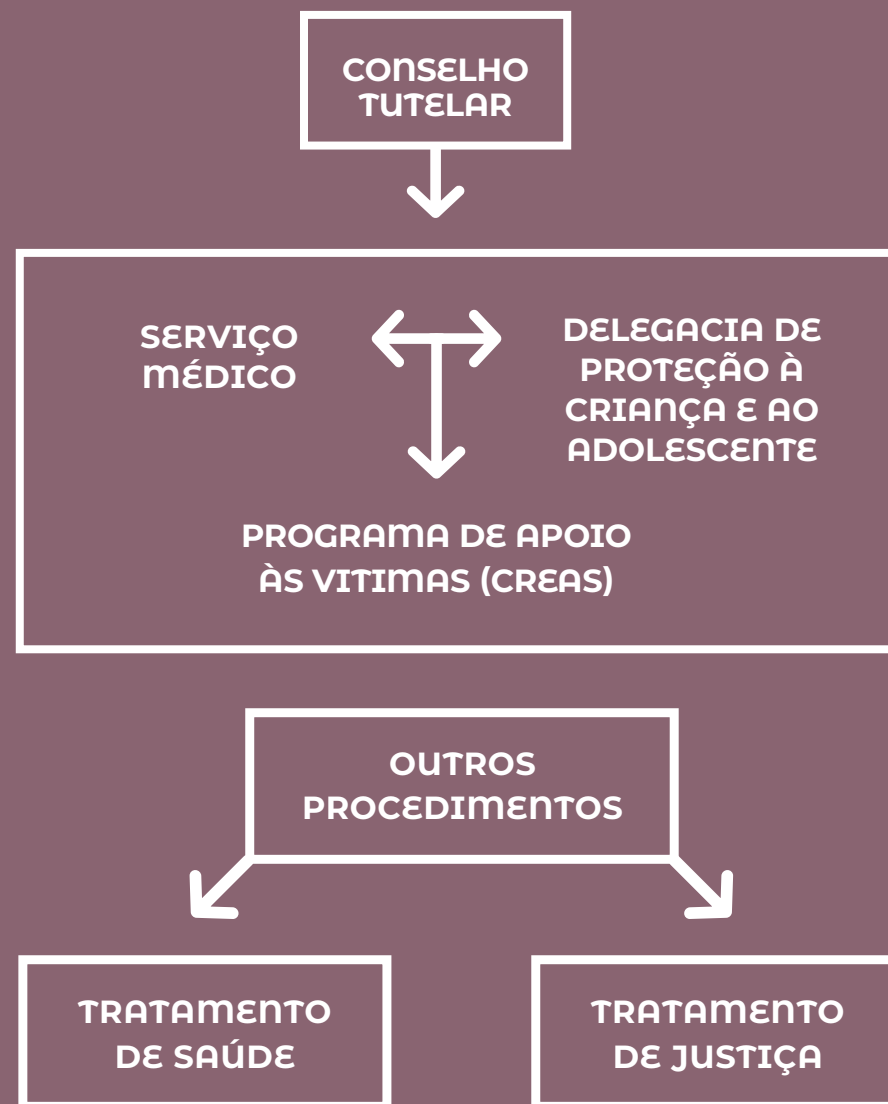 CONSELHO
TUTELAR
SERVIÇO
MÉDICO
DELEGACIA DE
PROTEÇÃO À
CRIANÇA E AO
ADOLESCENTE
PROGRAMA DE APOIO
ÀS VITIMAS (CREAS)
OUTROS
PROCEDIMENTOS
TRATAMENTO
DE SAÚDE
TRATAMENTO
DE JUSTIÇA